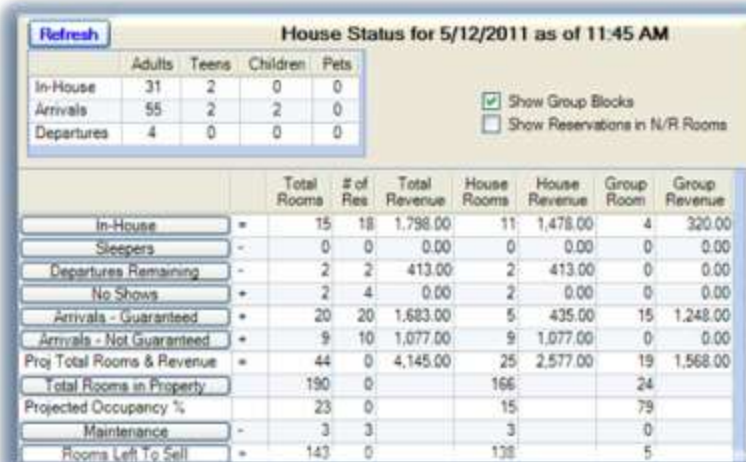 Refresh House Status for 5/12/2011 as of 11:45 AM
Adults Teens Children Pets
In-House 31 2 0 0
Arrivals 55 2 2 0
Departures 4 0 0 0
Show Group Blocks
Show Reservations in N/R Rooms
Total Rooms # of Res Total Revenue House Rooms House Revenue Group Room Group Revenue
In-House = 15 18 1,798.00 11 1,478.00 4 320.00
Sleepers - 0 0 0.00 0 0.00 0 0.00
Departures Remaining - 2 2 413.00 2 413.00 0 0.00
No Shows + 2 4 0.00 2 0.00 0 0.00
Arrivals - Guaranteed + 20 20 1,683.00 5 435.00 15 1,248.00
Arrivals - Not Guaranteed + 9 10 1,077.00 9 1,077.00 0 0.00
Proj Total Rooms & Revenue = 44 0 4,145.00 25 2,577.00 19 1,568.00
Total Rooms in Property 190 0 166 24
Projected Occupancy % 23 0 15 79
Maintenance - 3 3 3 0
Rooms Left To Sell = 143 0 138 5